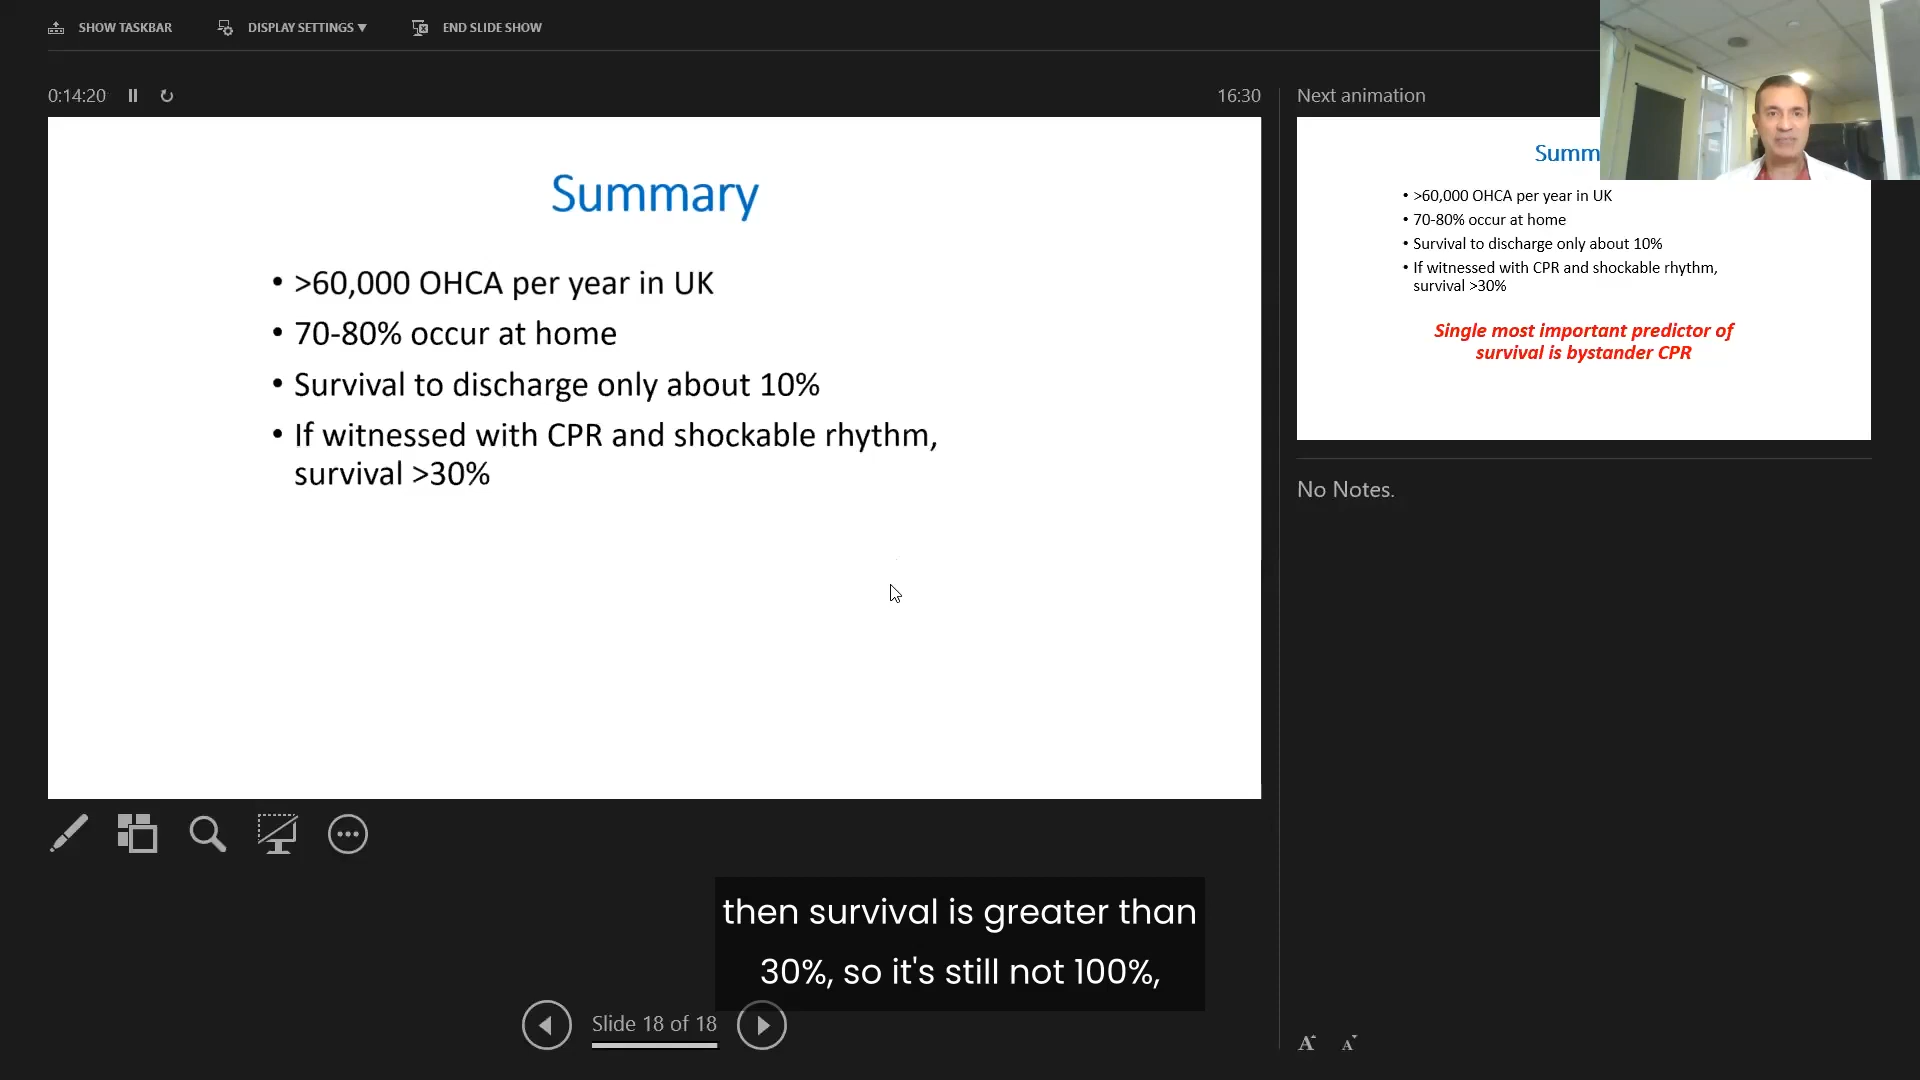 SHOW TASKBAR
DISPLAY SETTINGS ▼
END SLIDE SHOW
0:14:20
16:30
Next animation
Summary
• >60,000 OHCA per year in UK
• 70-80% occur at home
• Survival to discharge only about 10%
• If witnessed with CPR and shockable rhythm,
survival >30%
Summ
• >60,000 OHCA per year in UK
• 70-80% occur at home
• Survival to discharge only about 10%
• If witnessed with CPR and shockable rhythm,
survival >30%
Single most important predictor of
survival is bystander CPR
No Notes.
then survival is greater than
30%, so it's still not 100%,
Slide 18 of 18
A A